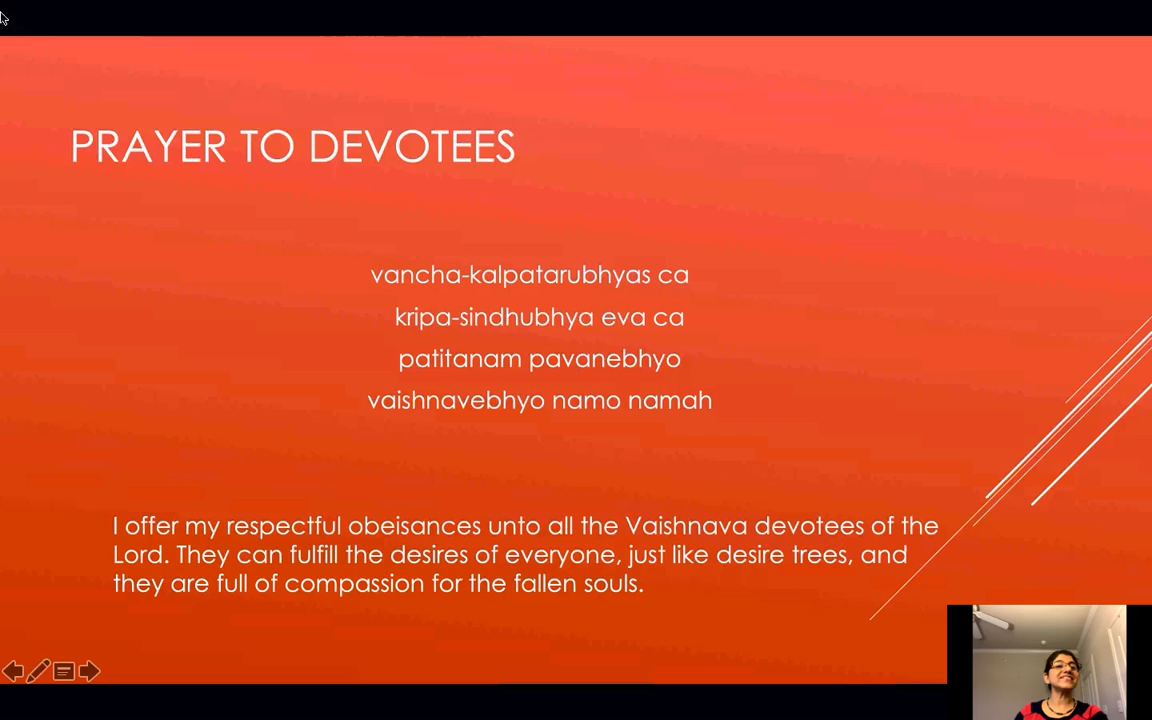 PRAYER TO DEVOTEES
vancha-kalpatarubhyas ca
kripa-sindhubhya eva ca
patitanam pavanebhyo
vaishnavebhyo namo namah
I offer my respectful obeisances unto all the Vaishnava devotees of the
Lord. They can fulfill the desires of everyone, just like desire trees, and
they are full of compassion for the fallen souls.